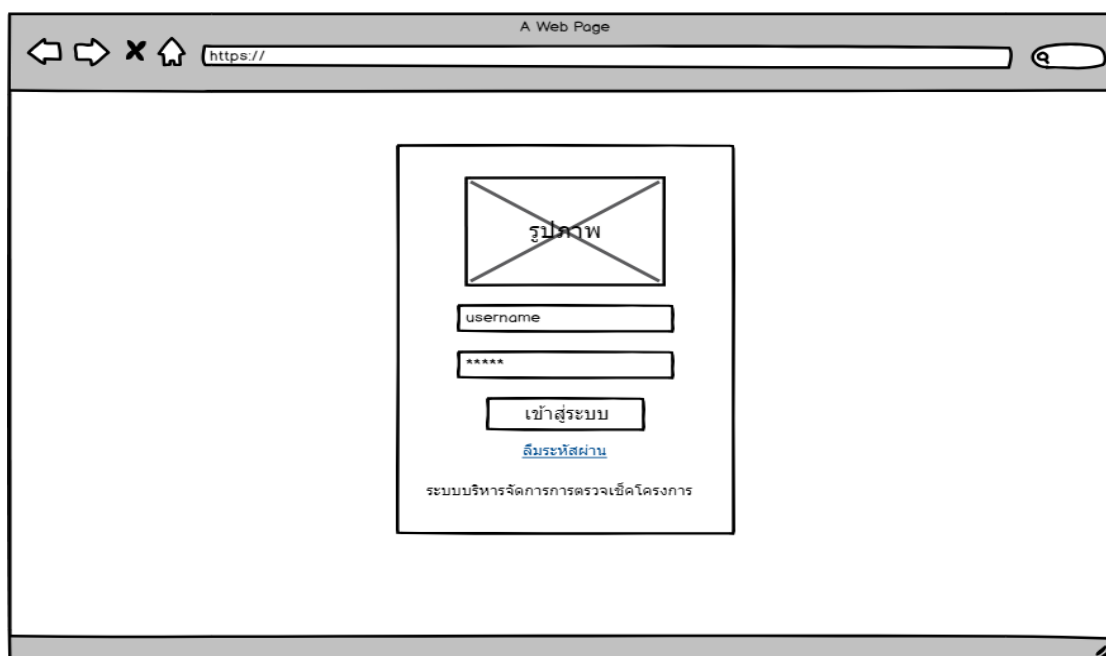 A Web Page
https://
รูปภาพ
username
*****
เข้าสู่ระบบ
ลืมระหัสผ่าน
ระบบบริหารจัดการการตรวจเช็คโครงการ